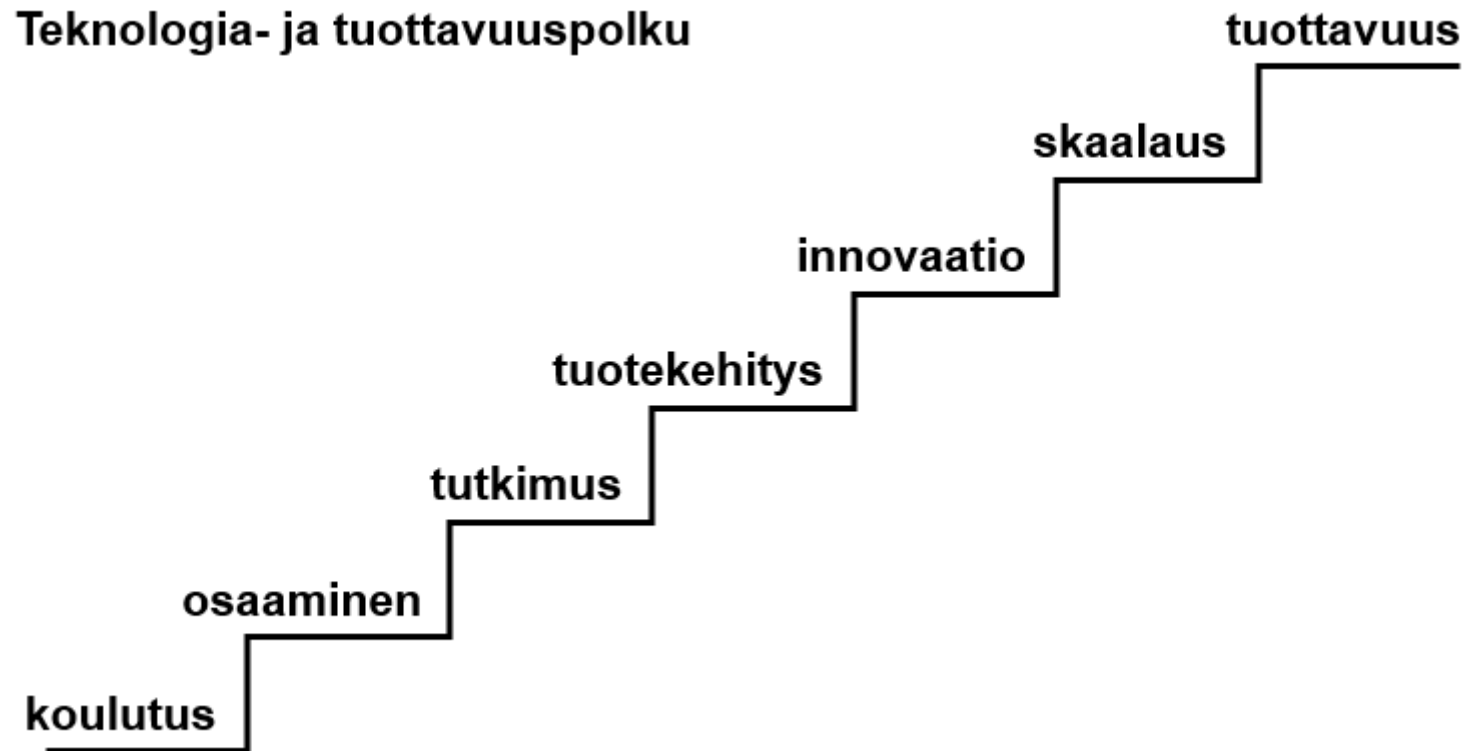 Teknologia- ja tuottavuuspolku
tuottavuus
skaalaus
innovaatio
tuotekehitys
tutkimus
osaaminen
koulutus